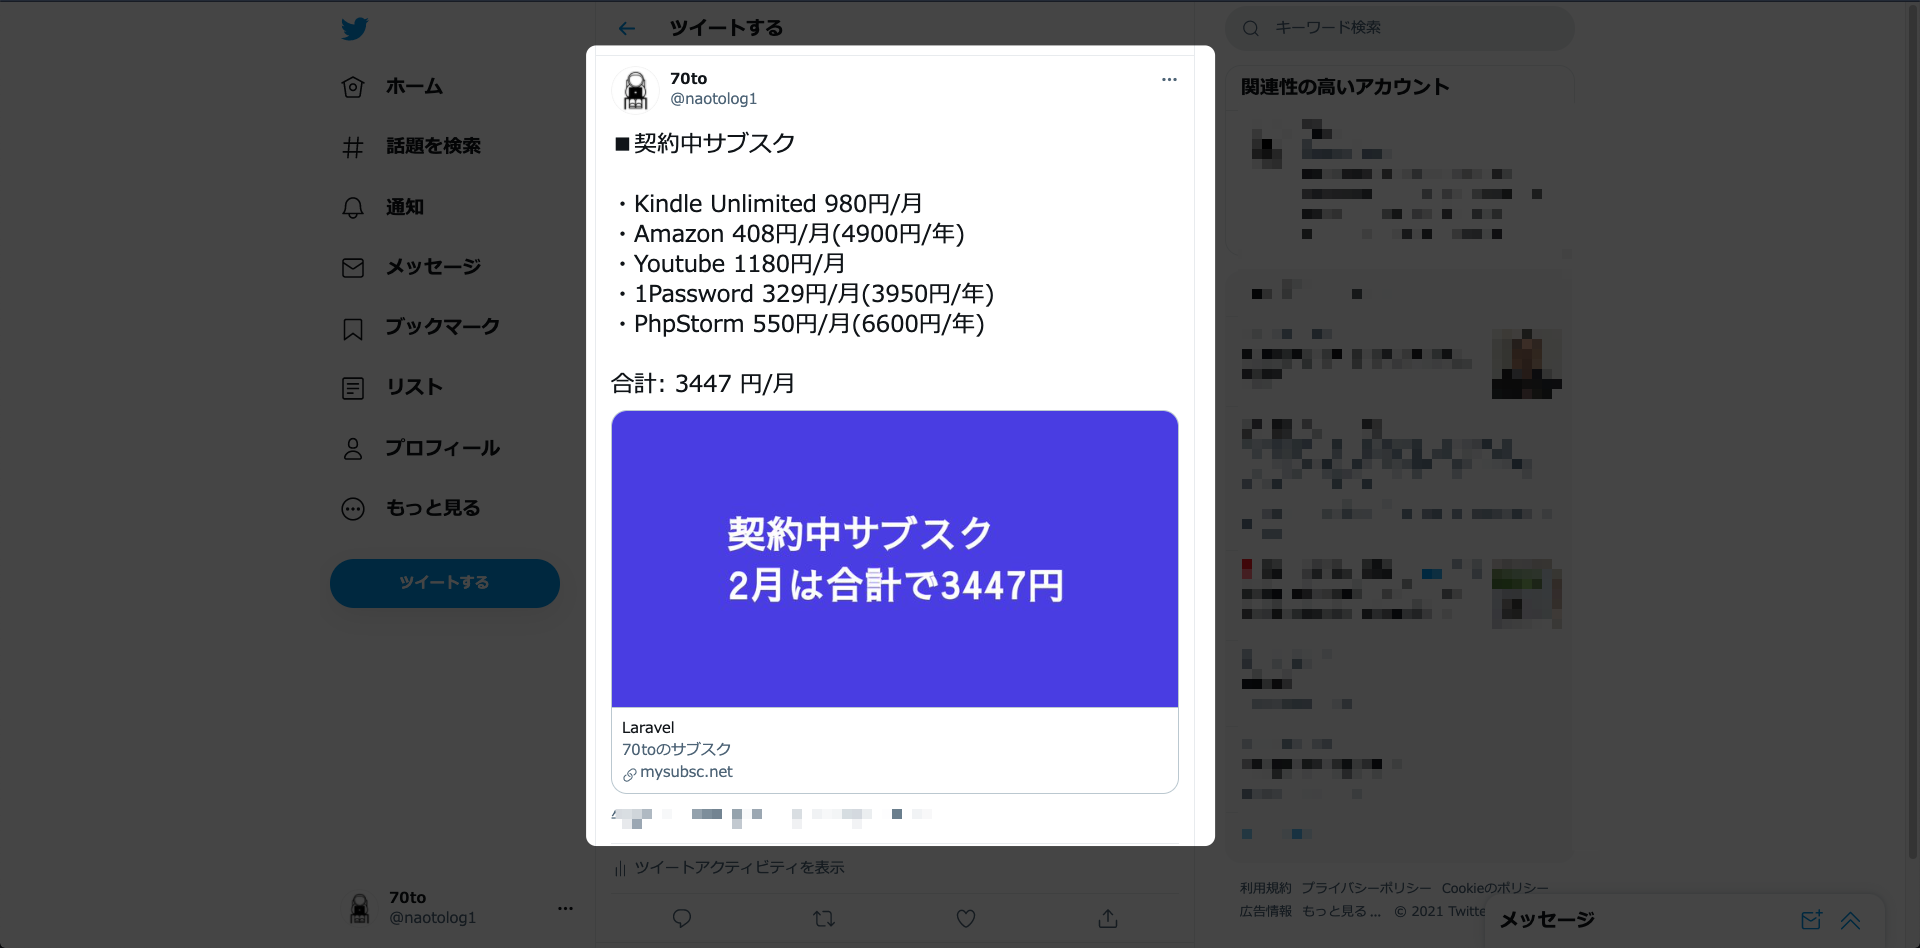 ツイートする
キーワード検索
ホーム
話題を検索
通知
メッセージ
ブックマーク
リスト
プロフィール
もっと見る
ツイートする
70to
@naotolog1
70to
@naotolog1
■契約中サブスク
・Kindle Unlimited 980円/月
・Amazon 408円/月(4900円/年)
・Youtube 1180円/月
・1Password 329円/月(3950円/年)
・PhpStorm 550円/月(6600円/年)
合計: 3447 円/月
契約中サブスク
2月は合計で3447円
Laravel
70toのサブスク
mysubsc.net
ツイートアクティビティを表示
関連性の高いアカウント
利用規約 プライバシーポリシー Cookieのポリシー
広告情報 もっと見る... © 2021 Twitte
メッセージ